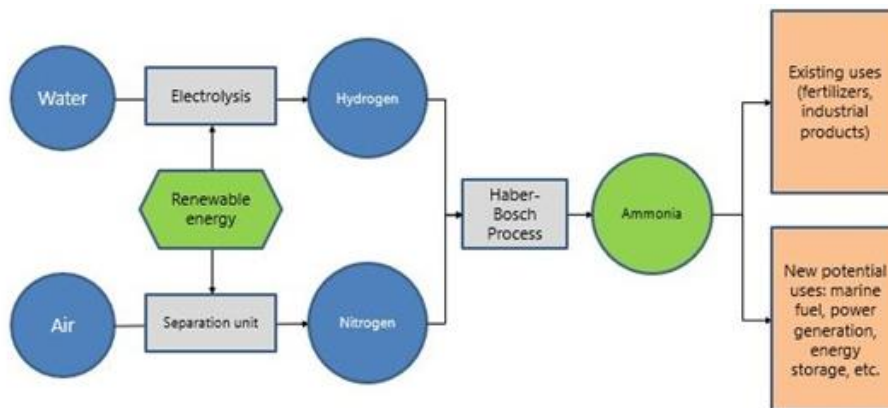 Water
Electrolysis
Hydrogen
Existing uses
(fertilizers,
industrial
products)
Renewable
energy
Haber-
Bosch
Process
Ammonia
Air
Separation unit
Nitrogen
New potential
uses: marine
fuel, power
generation,
energy
storage, etc.